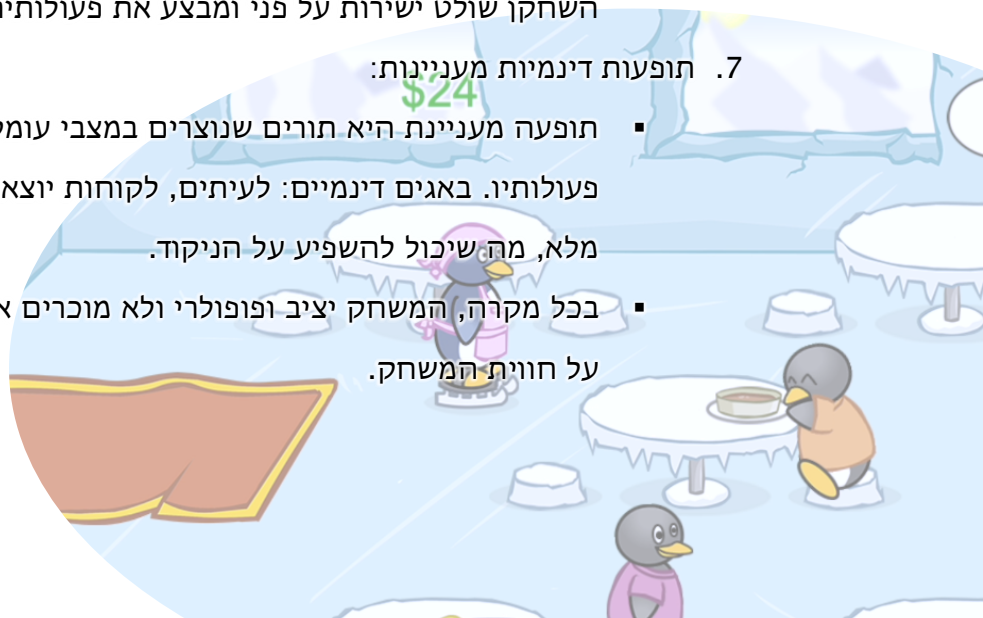 השחקן שולט ישירות על פני ומבצע את פעולותיו
7. תופעות דינמיות מעניינות:
$24
▪ תופעה מעניינת היא תורים שנוצרים במצבי
פעולותיו. באגים דינמיים: לעיתים, לקוחות
מלא, מה שיכול להשפיע על הניקוד.
▪ בכל מקרה, המשחק יציב ופופולרי ולא מוכרים
על חווית המשחק.